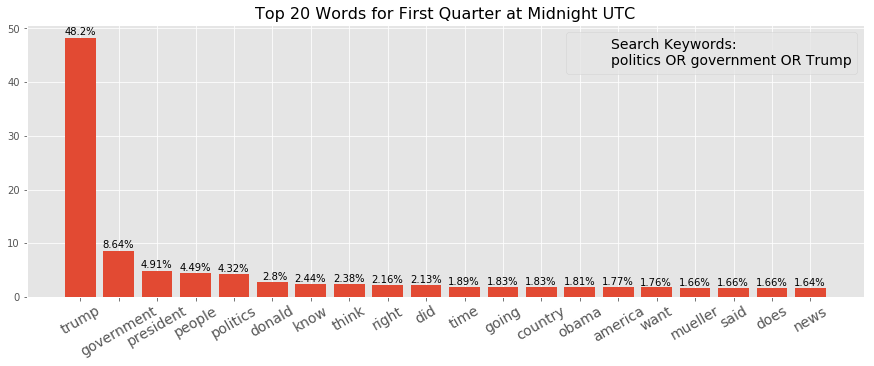 Top 20 Words for First Quarter at Midnight UTC
Search Keywords:
politics OR government OR Trump
50
40
30
20
10
0
48.2%
8.64%
4.91%
4.49%
4.32%
2.8%
2.44%
2.38%
2.16%
2.13%
1.89%
1.83%
1.83%
1.81%
1.77%
1.76%
1.66%
1.66%
1.66%
1.64%
trump
government
president
people
politics
donald
know
think
right
did
time
going
country
obama
america
want
mueller
said
does
news